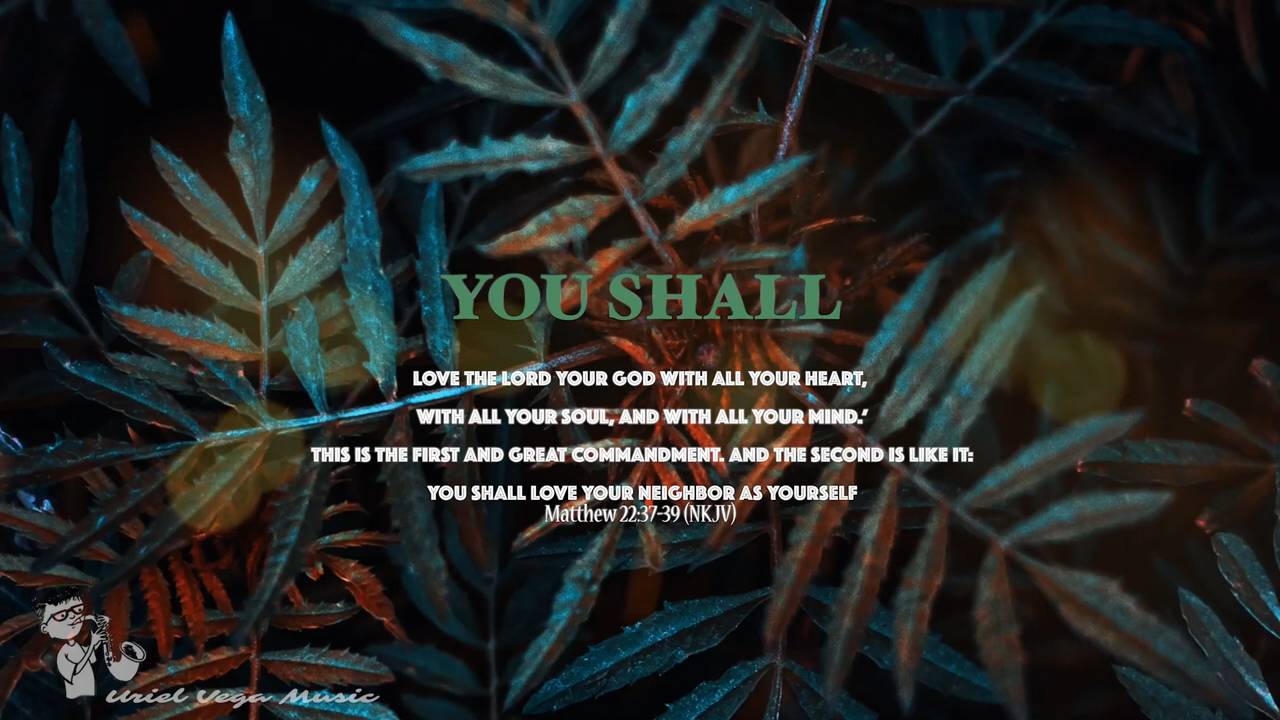 YOU SHALL
LOVE THE LORD YOUR GOD WITH ALL YOUR HEART,
WITH ALL YOUR SOUL, AND WITH ALL YOUR MIND.’
THIS IS THE FIRST AND GREAT COMMANDMENT. AND THE SECOND IS LIKE IT:
YOU SHALL LOVE YOUR NEIGHBOR AS YOURSELF
Matthew 22:37-39 (NKJV)
Uriel Vega Music